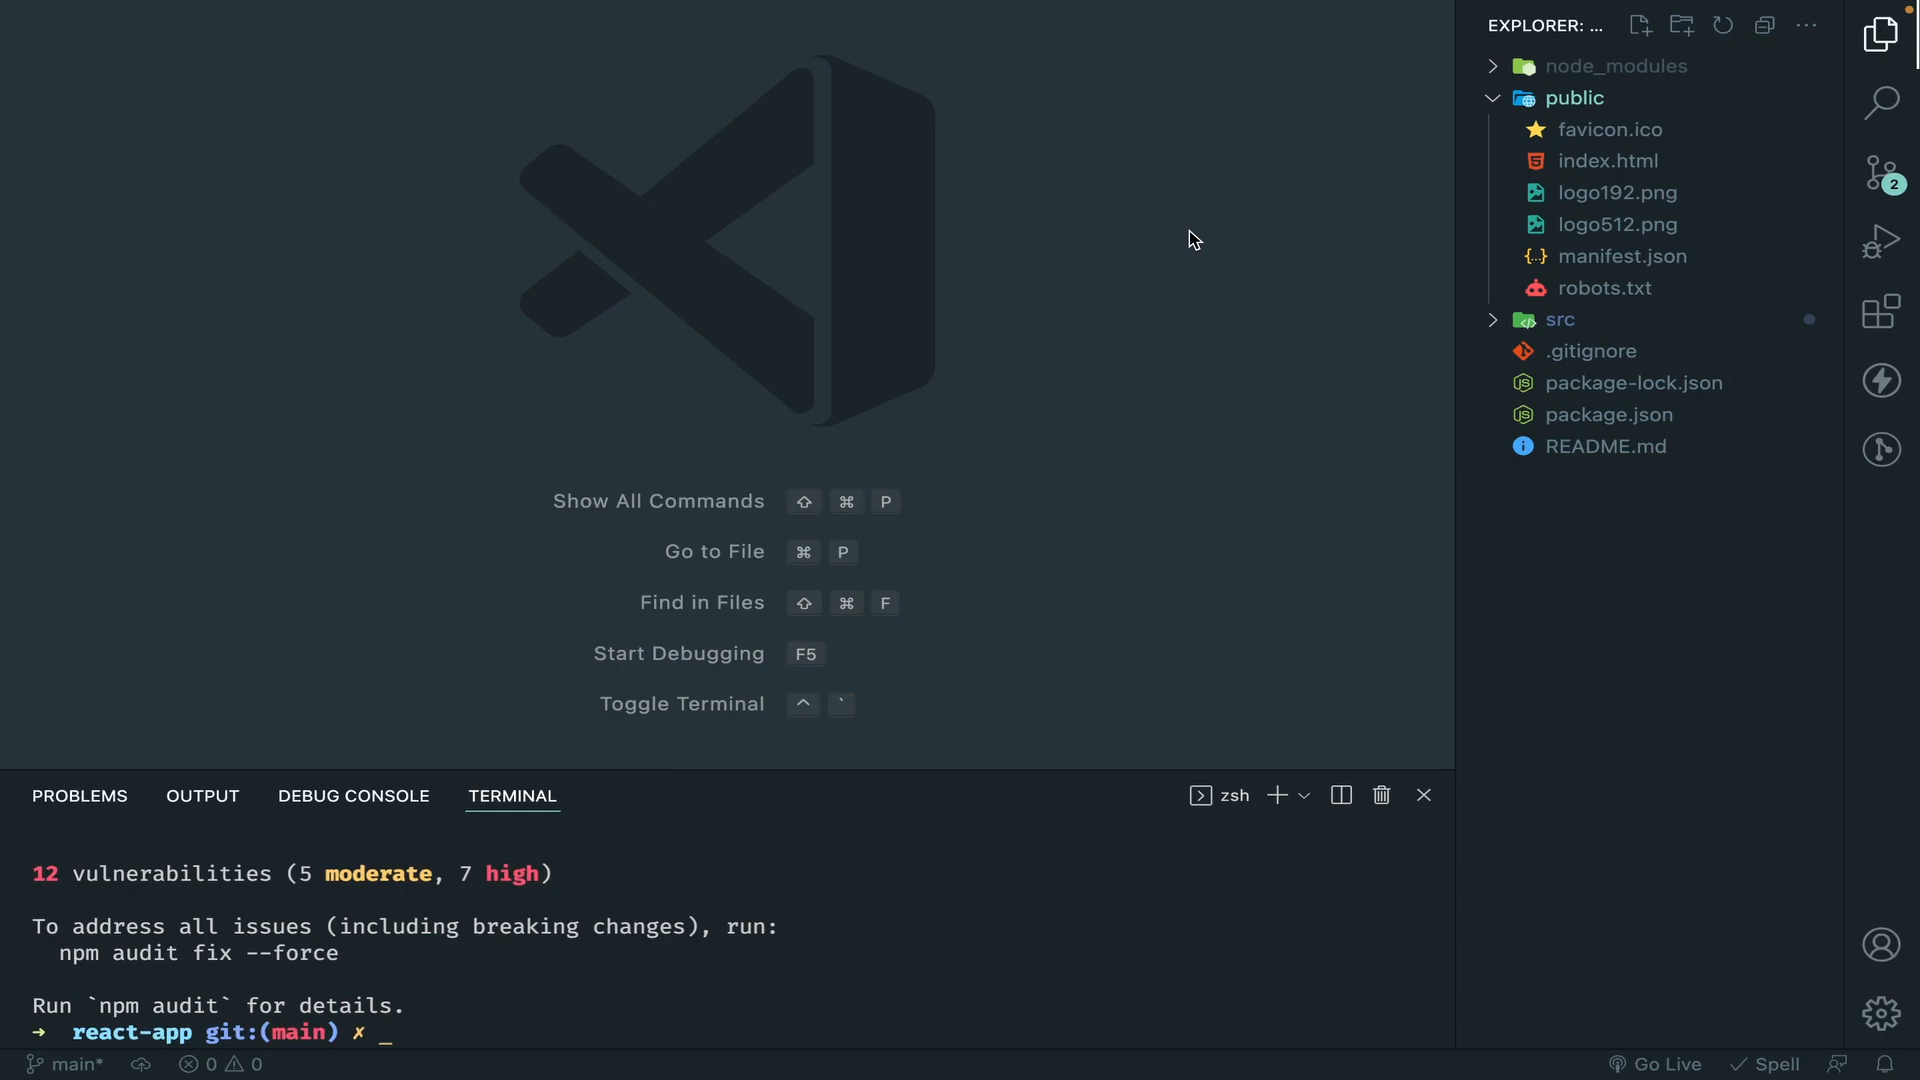 EXPLORER: ...
node_modules
public
favicon.ico
index.html
logo192.png
logo512.png
manifest.json
robots.txt
src
.gitignore
package-lock.json
package.json
README.md
2
Show All Commands ⇧ ⌘ P
Go to File ⌘ P
Find in Files ⇧ ⌘ F
Start Debugging F5
Toggle Terminal ^ `
PROBLEMS OUTPUT DEBUG CONSOLE TERMINAL zsh
12 vulnerabilities (5 moderate, 7 high)
To address all issues (including breaking changes), run:
npm audit fix --force
Run `npm audit` for details.
➜ react-app git:(main) ✗ _
main* 0 0 Go Live Spell